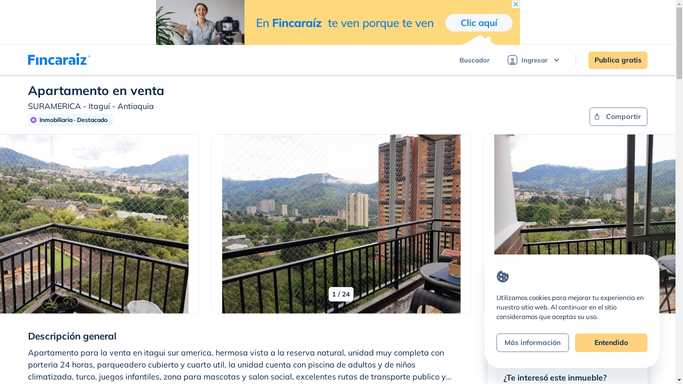 En Fincaraíz te ven porque te ven
Clic aquí
Fincaraíz
Buscador
Ingresar
Publica gratis
Apartamento en venta
SURAMERICA - Itaguí - Antioquia
Inmobiliaria · Destacado
Compartir
1 / 24
Utilizamos cookies para mejorar tu experiencia en
nuestro sitio web. Al continuar en el sitio
consideramos que aceptas su uso.
Más información
Entendido
Descripción general
Apartamento para la venta en itagui sur america, hermosa vista a la reserva natural, unidad muy completa con
porteria 24 horas, parqueadero cubierto y cuarto util, la unidad cuenta con piscina de adultos y de niños
climatizada, turco, juegos infantiles, zona para mascotas y salon social, excelentes rutas de transporte publico y...
¿Te interesó este inmueble?